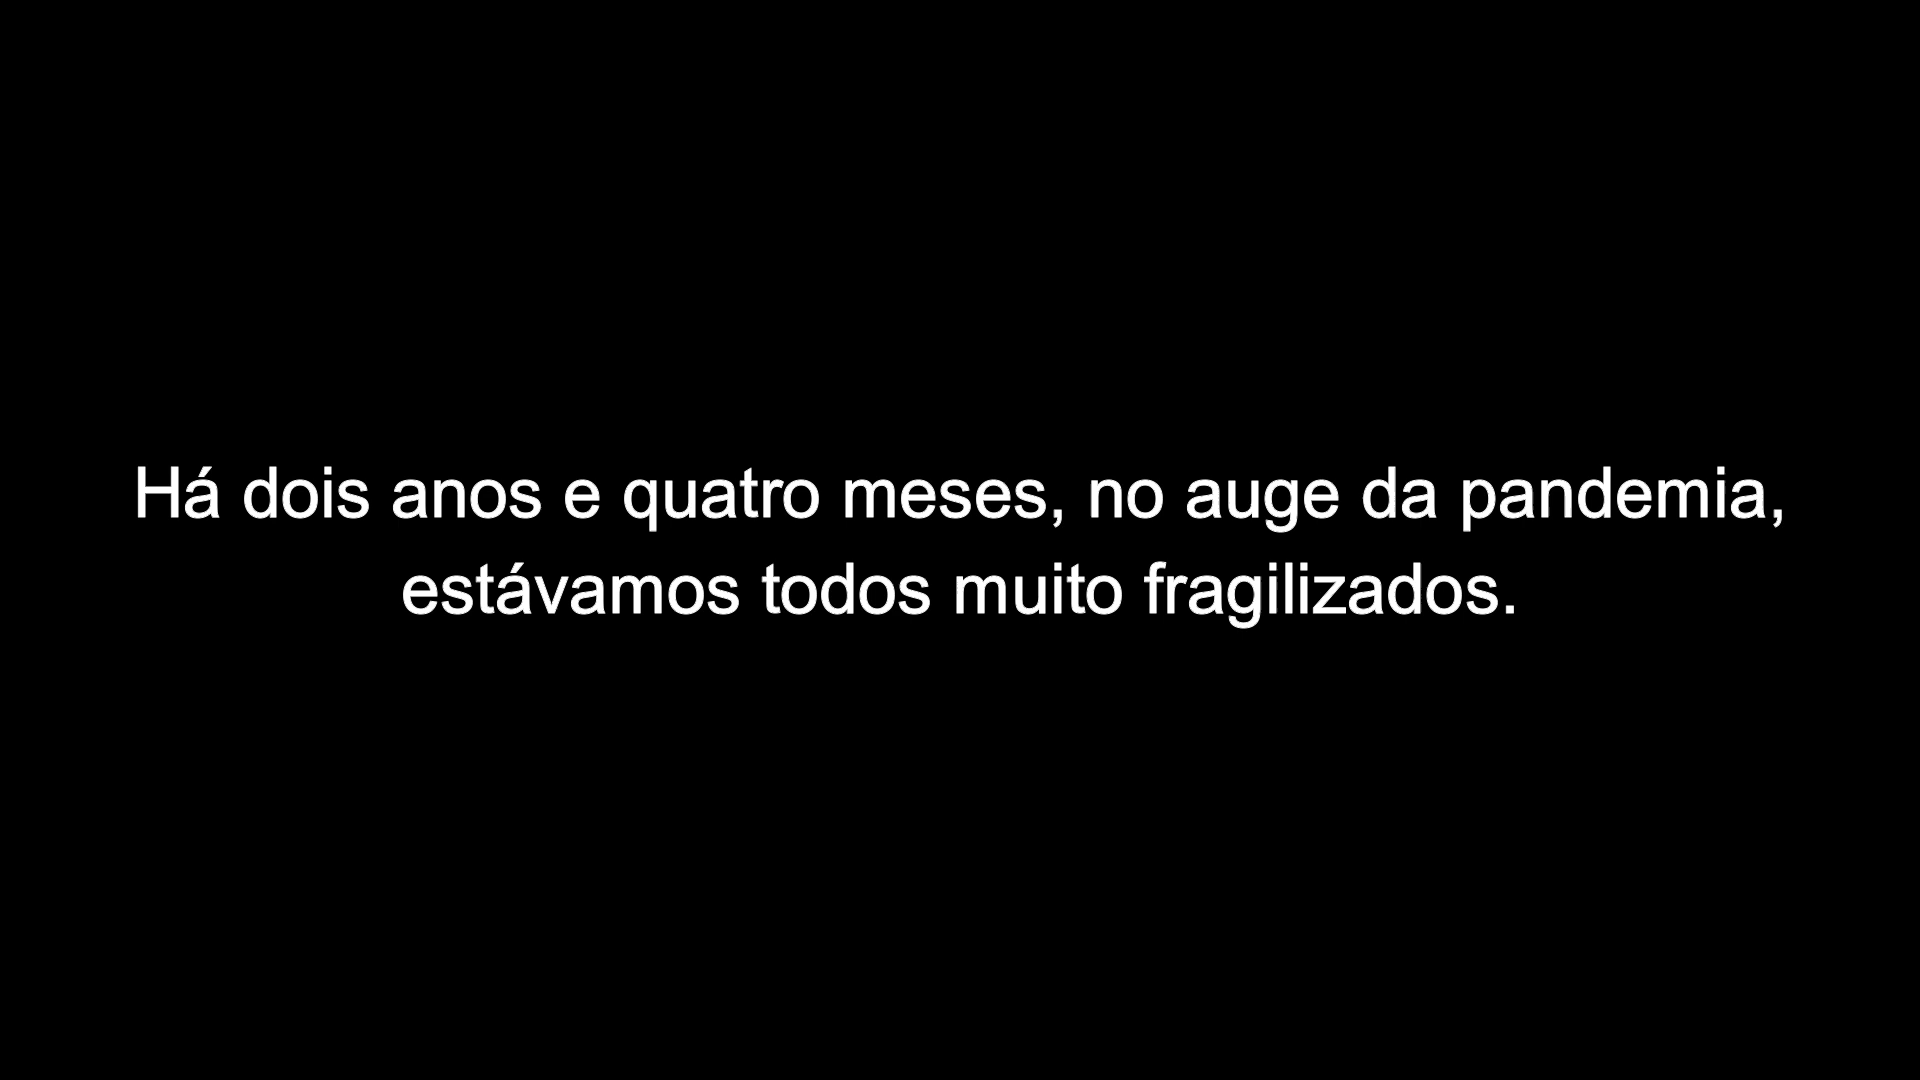 Há dois anos e quatro meses, no auge da pandemia,
estávamos todos muito fragilizados.